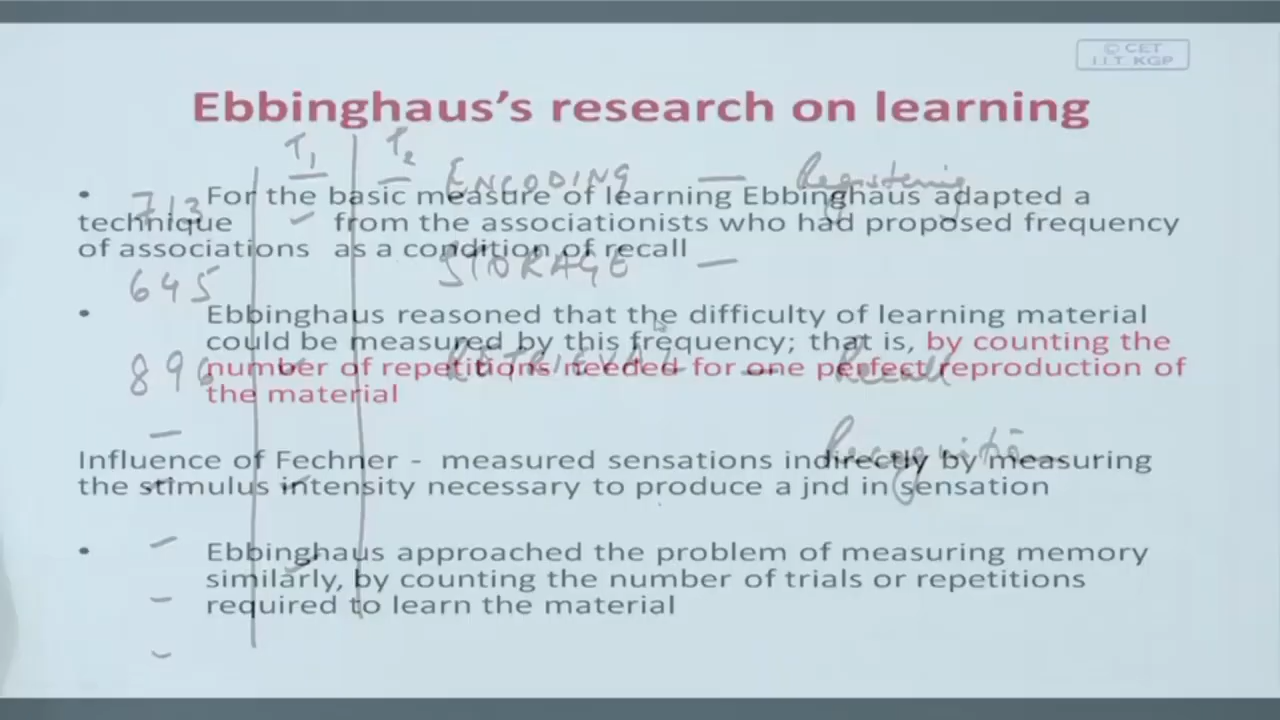 © CET
I.I.T. KGP
Ebbinghaus's research on learning
T1 T2
ENCODING — Registering
• For the basic measure of learning Ebbinghaus adapted a
713
technique from the associationists who had proposed frequency
of associations as a condition of recall
STORAGE —
645
• Ebbinghaus reasoned that the difficulty of learning material
could be measured by this frequency; that is, by counting the
RETRIEVAL — Recall
896
number of repetitions needed for one perfect reproduction of
the material
Recognition
Influence of Fechner - measured sensations indirectly by measuring
the stimulus intensity necessary to produce a jnd in sensation
• Ebbinghaus approached the problem of measuring memory
similarly, by counting the number of trials or repetitions
required to learn the material